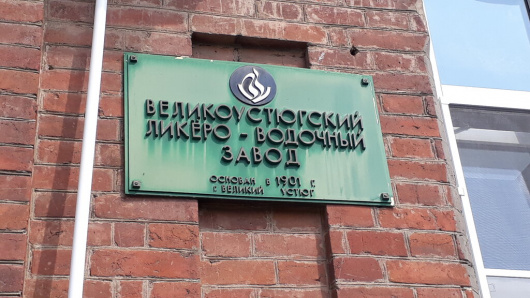 ВЕЛИКОУСТЮГСКИЙ
ЛИКЁРО - ВОДОЧНЫЙ
ЗАВОД
ОСНОВАН В 1901 Г.
Г. ВЕЛИКИЙ УСТЮГ